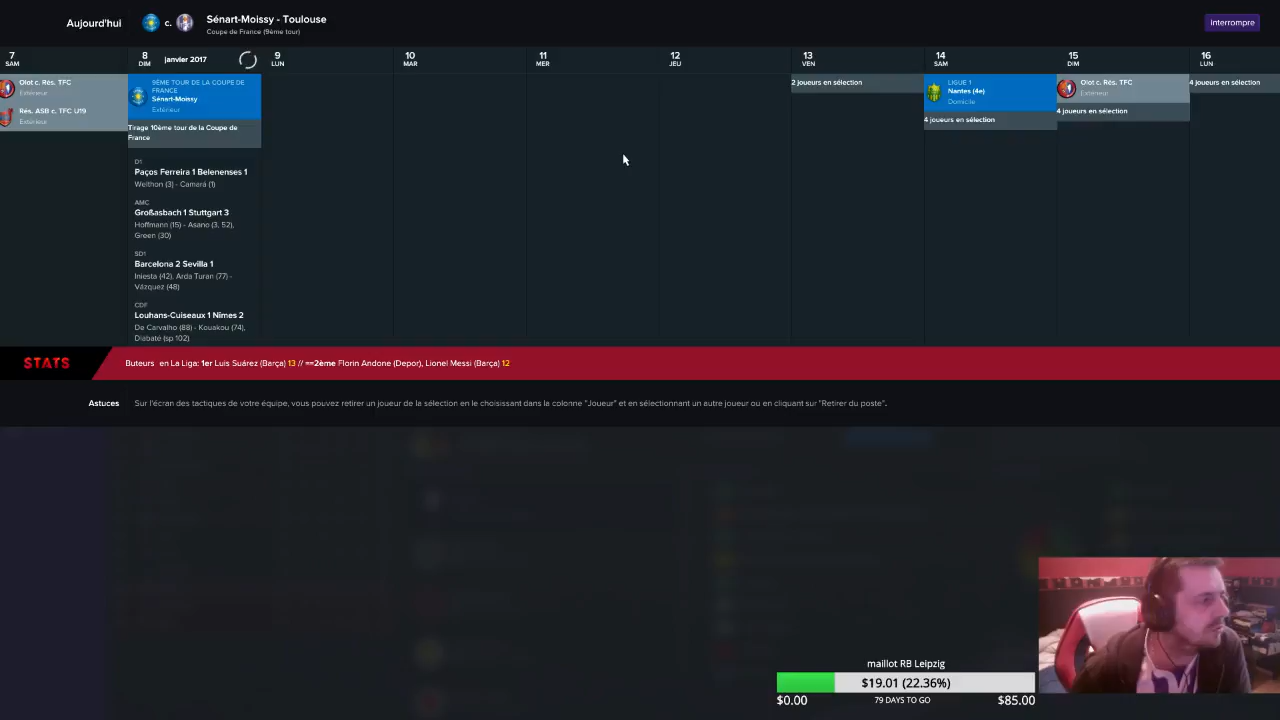 Aujourd'hui
c.
Sénart-Moissy - Toulouse
Coupe de France (9ème tour)
Interrompre
7
SAM
8
DIM
janvier 2017
9
LUN
10
MAR
11
MER
12
JEU
13
VEN
14
SAM
15
DIM
16
LUN
Olot c. Rés. TFC
Extérieur
Rés. ASB c. TFC U19
Extérieur
9ÈME TOUR DE LA COUPE DE
FRANCE
Sénart-Moissy
Extérieur
Tirage 10ème tour de la Coupe de
France
2 joueurs en sélection
LIGUE 1
Nantes (4e)
Domicile
4 joueurs en sélection
Olot c. Rés. TFC
Extérieur
4 joueurs en sélection
4 joueurs en sélection
D1
Paços Ferreira 1 Belenenses 1
Welthon (3) - Camará (1)
AMC
Großasbach 1 Stuttgart 3
Hoffmann (15) - Asano (3, 52),
Green (30)
SD1
Barcelona 2 Sevilla 1
Iniesta (42), Arda Turan (77) -
Vázquez (48)
CDF
Louhans-Cuiseaux 1 Nîmes 2
De Carvalho (88) - Kouakou (74),
Diabaté (sp 102)
STATS
Buteurs en La Liga: 1er Luis Suárez (Barça) 13 // ==2ème Florin Andone (Depor), Lionel Messi (Barça) 12
Astuces
Sur l'écran des tactiques de votre équipe, vous pouvez retirer un joueur de la sélection en le choisissant dans la colonne "Joueur" et en sélectionnant un autre joueur ou en cliquant sur "Retirer du poste".
maillot RB Leipzig
$19.01 (22.36%)
$0.00
79 DAYS TO GO
$85.00